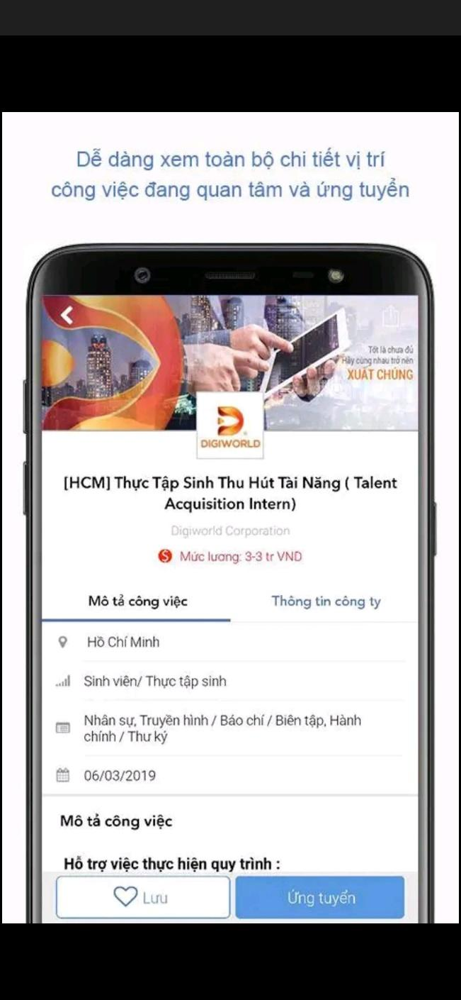 Dễ dàng xem toàn bộ chi tiết vị trí
công việc đang quan tâm và ứng tuyển
Tốt là chưa đủ
Hãy cùng nhau trở nên
XUẤT CHÚNG
DIGIWORLD
[HCM] Thực Tập Sinh Thu Hút Tài Năng ( Talent
Acquisition Intern)
Digiworld Corporation
Mức lương: 3-3 tr VND
Mô tả công việc
Thông tin công ty
Hồ Chí Minh
Sinh viên/ Thực tập sinh
Nhân sự, Truyền hình / Báo chí / Biên tập, Hành
chính / Thư ký
06/03/2019
Mô tả công việc
Hỗ trợ việc thực hiện quy trình :
Lưu
Ứng tuyển